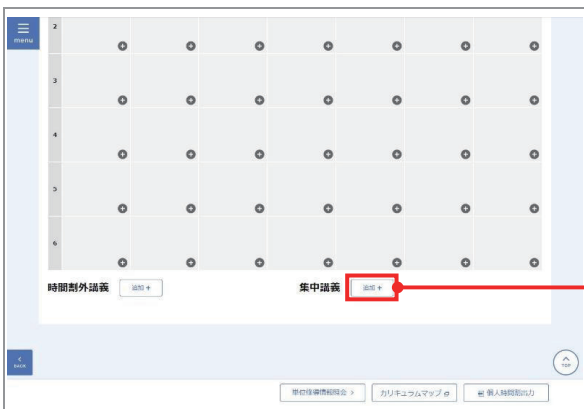 menu
2
3
4
5
6
時間割外講義 追加 +
集中講義 追加 +
BACK
TOP
単位修得情報照会 >
カリキュラムマップ
個人時間割出力